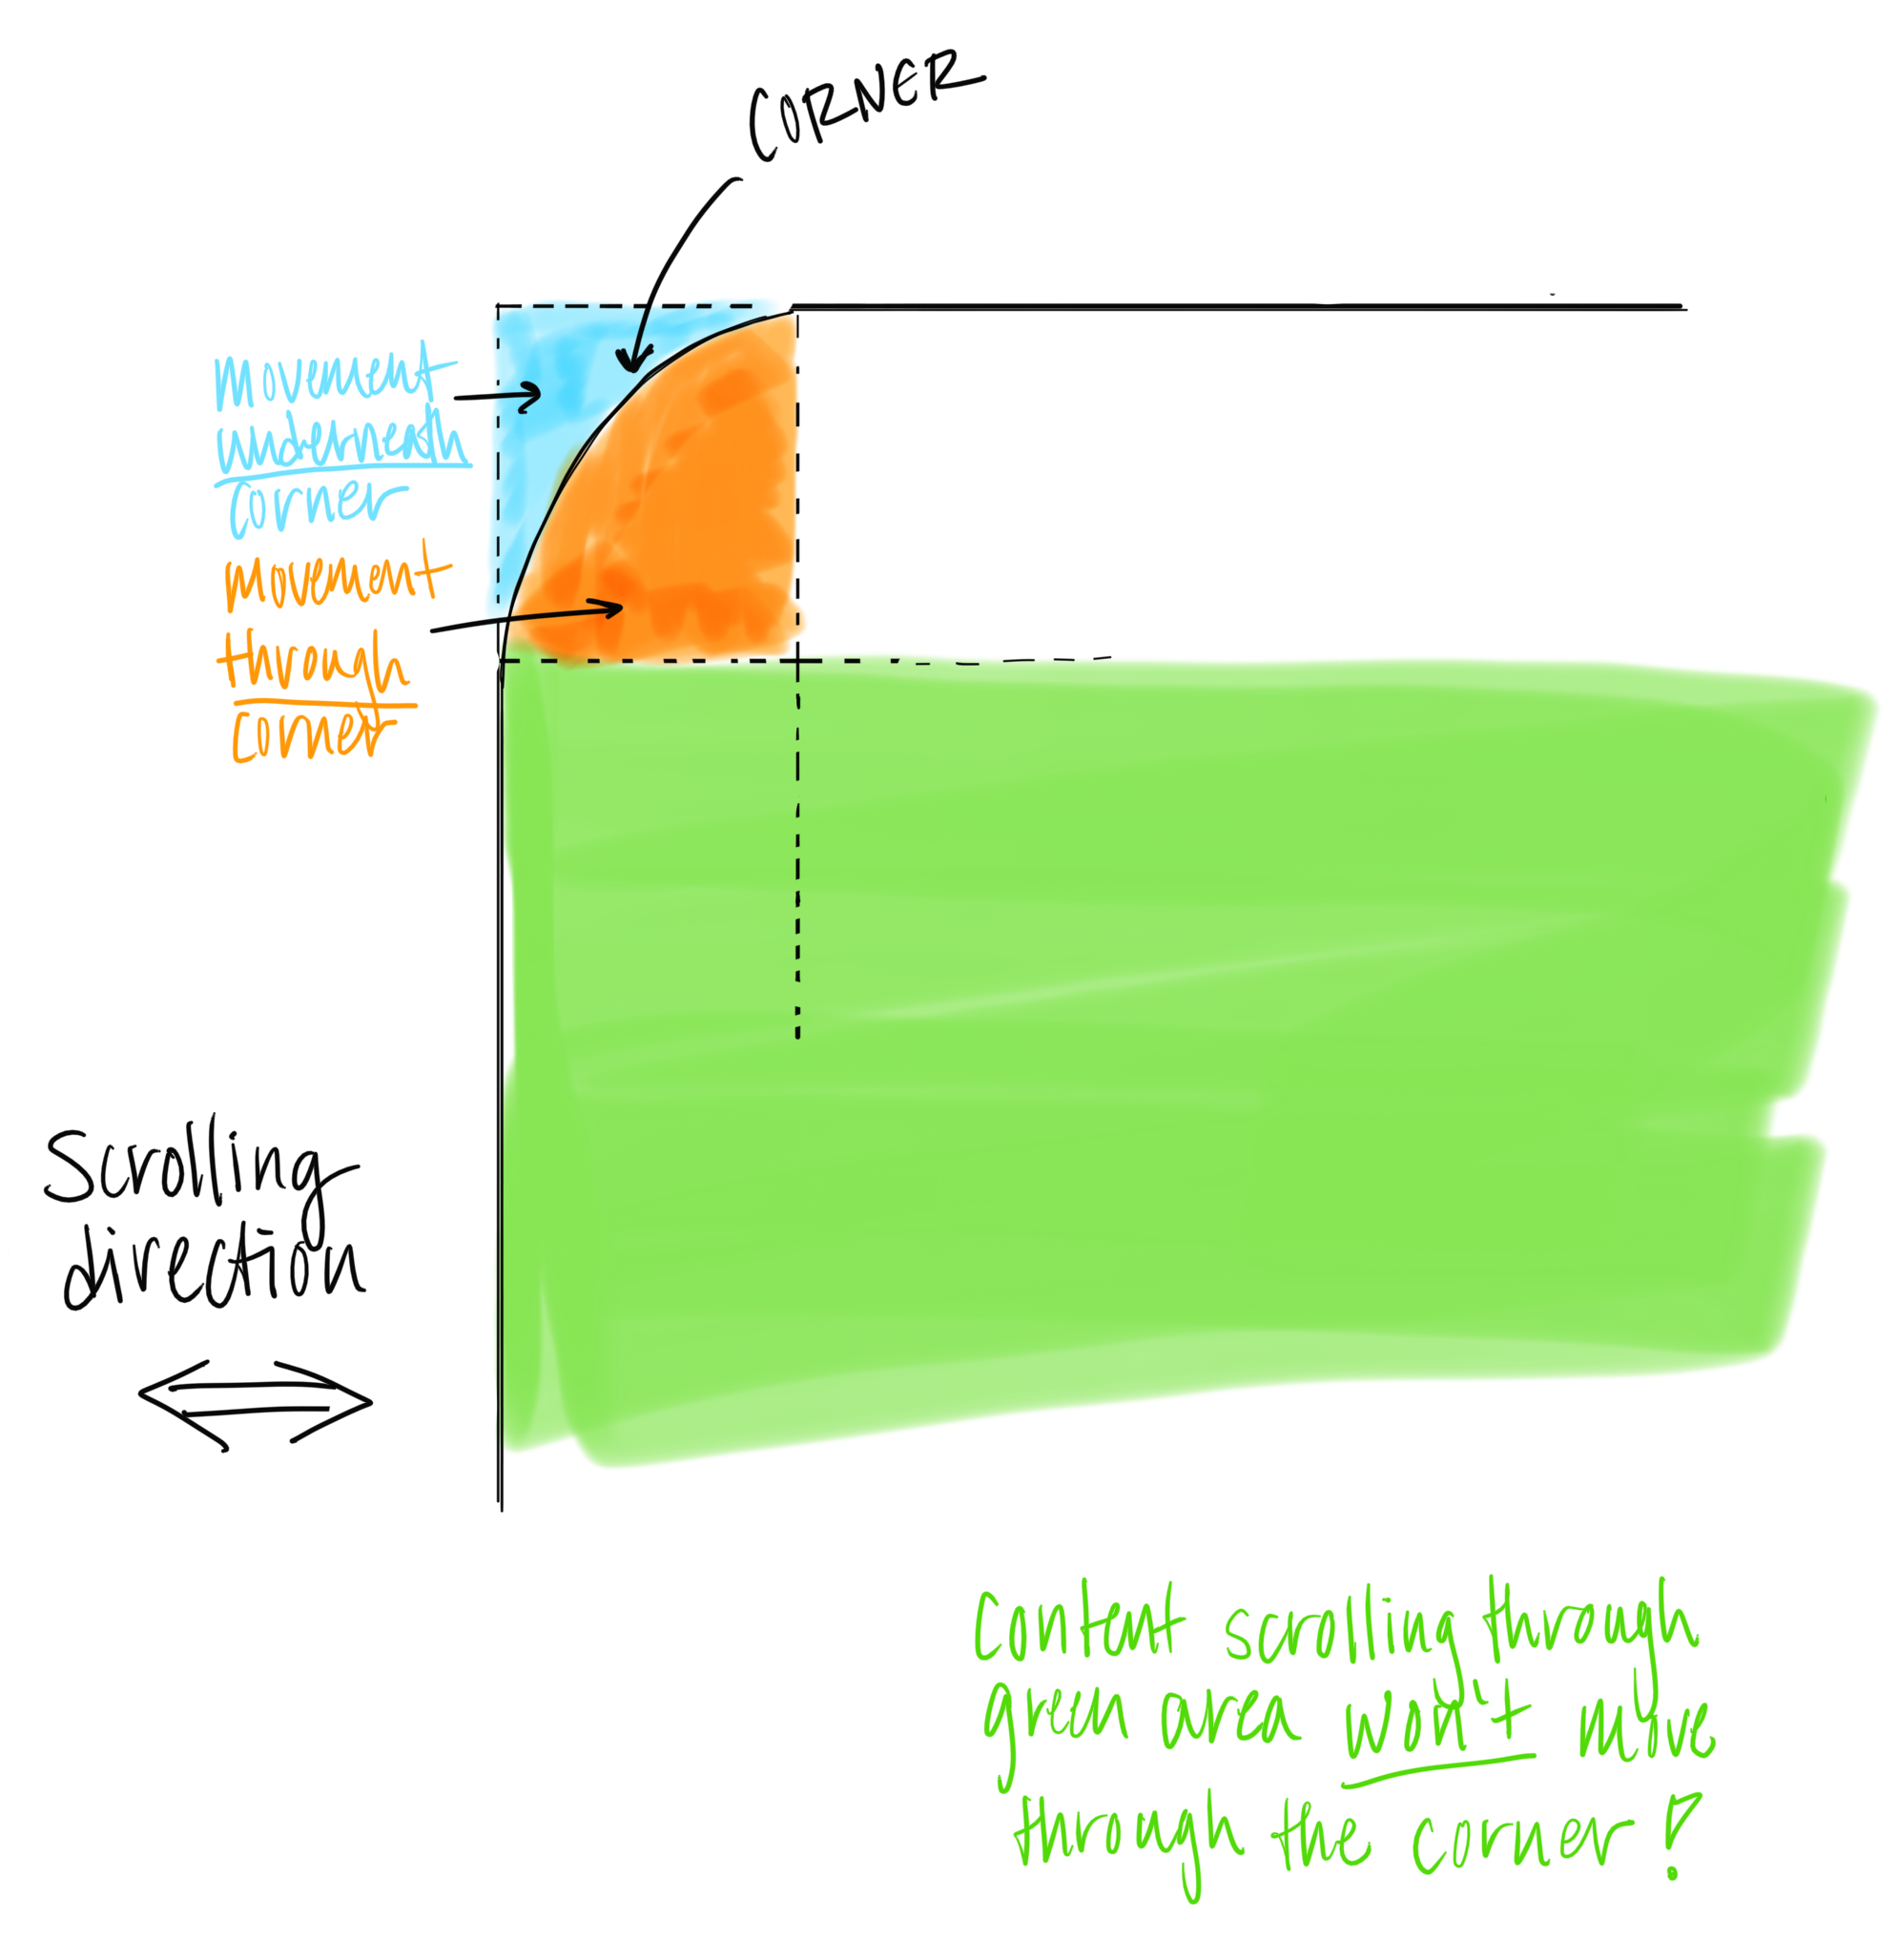 CORNER
movement
underneath
corner
movement
through
corner
Scrolling
direction
Content scrolling through
green area won't move
through the corner!